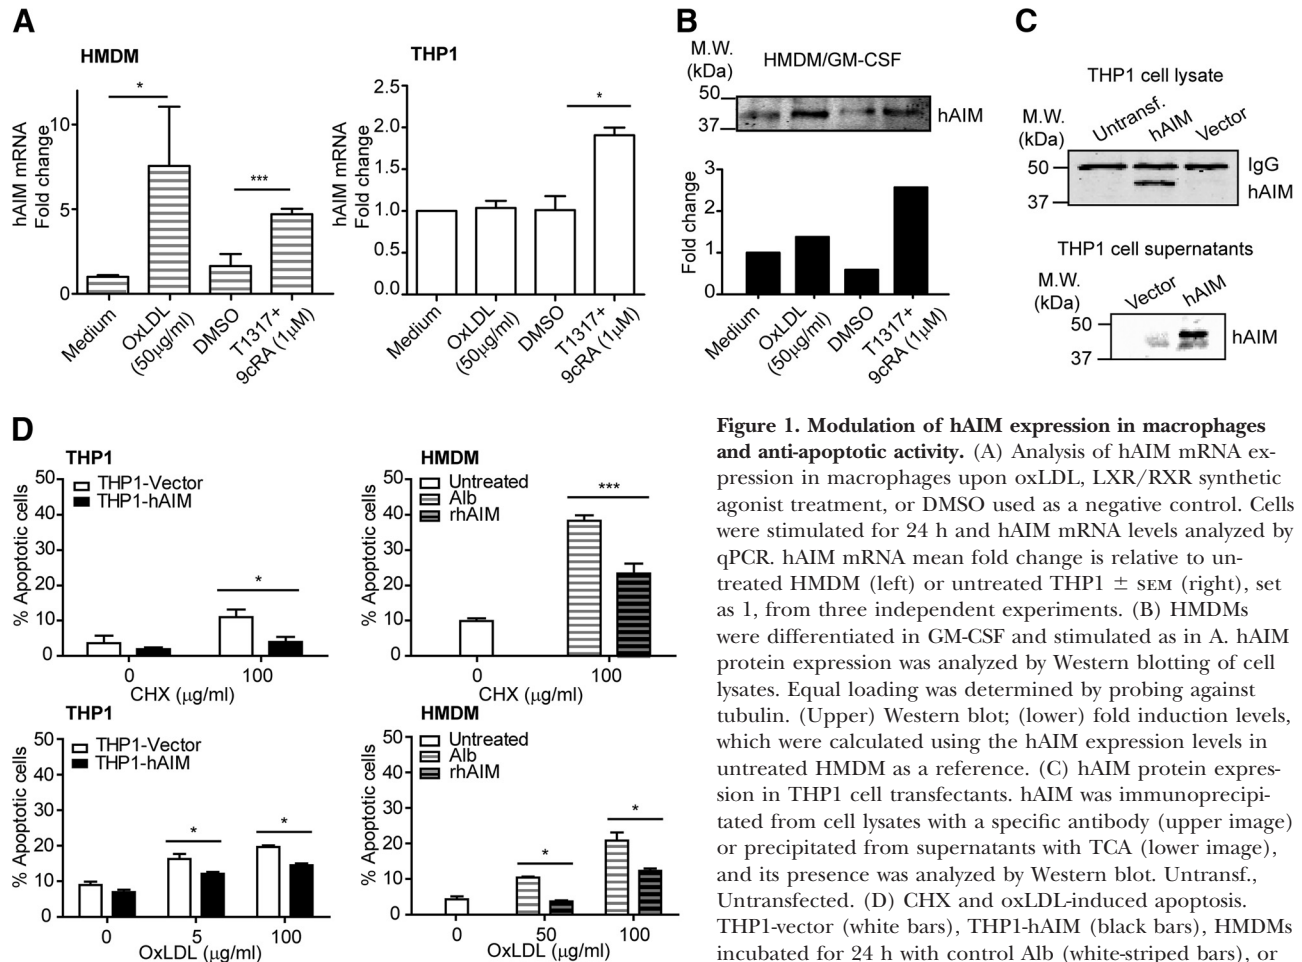 A
HMDM
hAIM mRNA
Fold change
10
5
0
*
***
Medium
OxLDL
(50µg/ml)
DMSO
T1317+
9cRA (1µM)
THP1
hAIM mRNA
Fold change
2.5
2.0
1.5
1.0
0.5
0.0
*
Medium
OxLDL
(50µg/ml)
DMSO
T1317+
9cRA (1µM)
B
M.W.
(kDa)
HMDM/GM-CSF
50
37
hAIM
Fold change
3
2
1
0
Medium
OxLDL
(50µg/ml)
DMSO
T1317+
9cRA (1µM)
C
THP1 cell lysate
M.W.
(kDa)
Untransf.
hAIM
Vector
50
37
IgG
hAIM
THP1 cell supernatants
M.W.
(kDa)
Vector
hAIM
50
37
hAIM
D
THP1
THP1-Vector
THP1-hAIM
% Apoptotic cells
50
40
30
20
10
0
*
0
100
CHX (µg/ml)
HMDM
Untreated
Alb
rhAIM
% Apoptotic cells
50
40
30
20
10
0
***
0
100
CHX (µg/ml)
THP1
THP1-Vector
THP1-hAIM
% Apoptotic cells
50
40
30
20
10
0
*
*
0
5
100
OxLDL (µg/ml)
HMDM
Untreated
Alb
rhAIM
% Apoptotic cells
50
40
30
20
10
0
*
*
0
50
100
OxLDL (µg/ml)
Figure 1. Modulation of hAIM expression in macrophages
and anti-apoptotic activity. (A) Analysis of hAIM mRNA ex-
pression in macrophages upon oxLDL, LXR/RXR synthetic
agonist treatment, or DMSO used as a negative control. Cells
were stimulated for 24 h and hAIM mRNA levels analyzed by
qPCR. hAIM mRNA mean fold change is relative to un-
treated HMDM (left) or untreated THP1 ± SEM (right), set
as 1, from three independent experiments. (B) HMDMs
were differentiated in GM-CSF and stimulated as in A. hAIM
protein expression was analyzed by Western blotting of cell
lysates. Equal loading was determined by probing against
tubulin. (Upper) Western blot; (lower) fold induction levels,
which were calculated using the hAIM expression levels in
untreated HMDM as a reference. (C) hAIM protein expres-
sion in THP1 cell transfectants. hAIM was immunoprecipi-
tated from cell lysates with a specific antibody (upper image)
or precipitated from supernatants with TCA (lower image),
and its presence was analyzed by Western blot. Untransf.,
Untransfected. (D) CHX and oxLDL-induced apoptosis.
THP1-vector (white bars), THP1-hAIM (black bars), HMDMs
incubated for 24 h with control Alb (white-striped bars), or